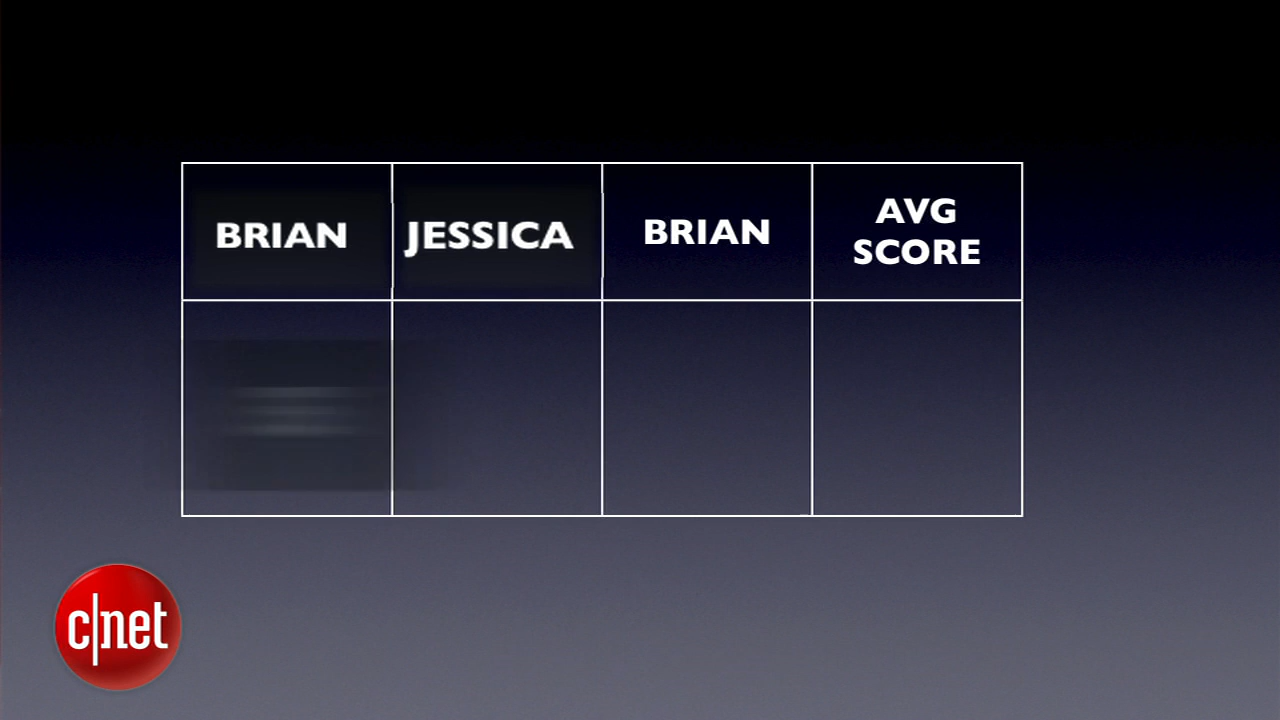 BRIAN
JESSICA
BRIAN
AVG
SCORE
c|net